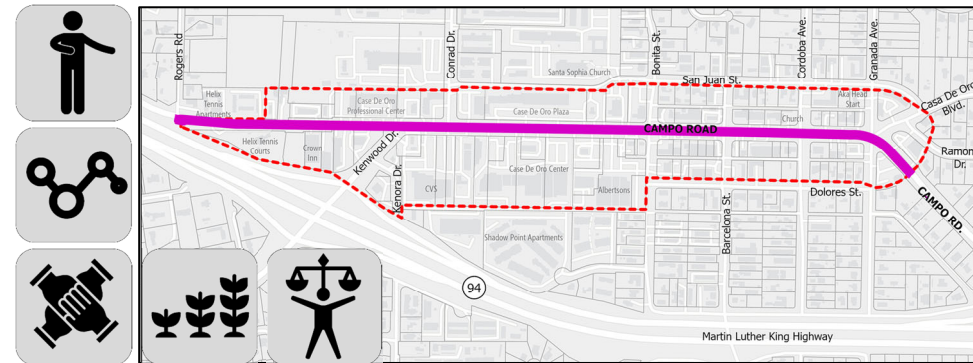 Rogers Rd
Conrad Dr.
Bonita St.
Cordoba Ave.
Granada Ave.
Santa Sophia Church
San Juan St.
Helix
Tennis
Apartments
Case De Oro
Professional Center
Case De Oro Plaza
Aka Head
Start
Casa De Oro
Blvd.
Church
CAMPO ROAD
Helix Tennis
Courts
Crown
Inn
Kenwood Dr.
Ramon
Dr.
Case De Oro Center
Kenora Dr.
CVS
Albertsons
Dolores St.
CAMPO RD.
Barcelona St.
Shadow Point Apartments
94
Martin Luther King Highway